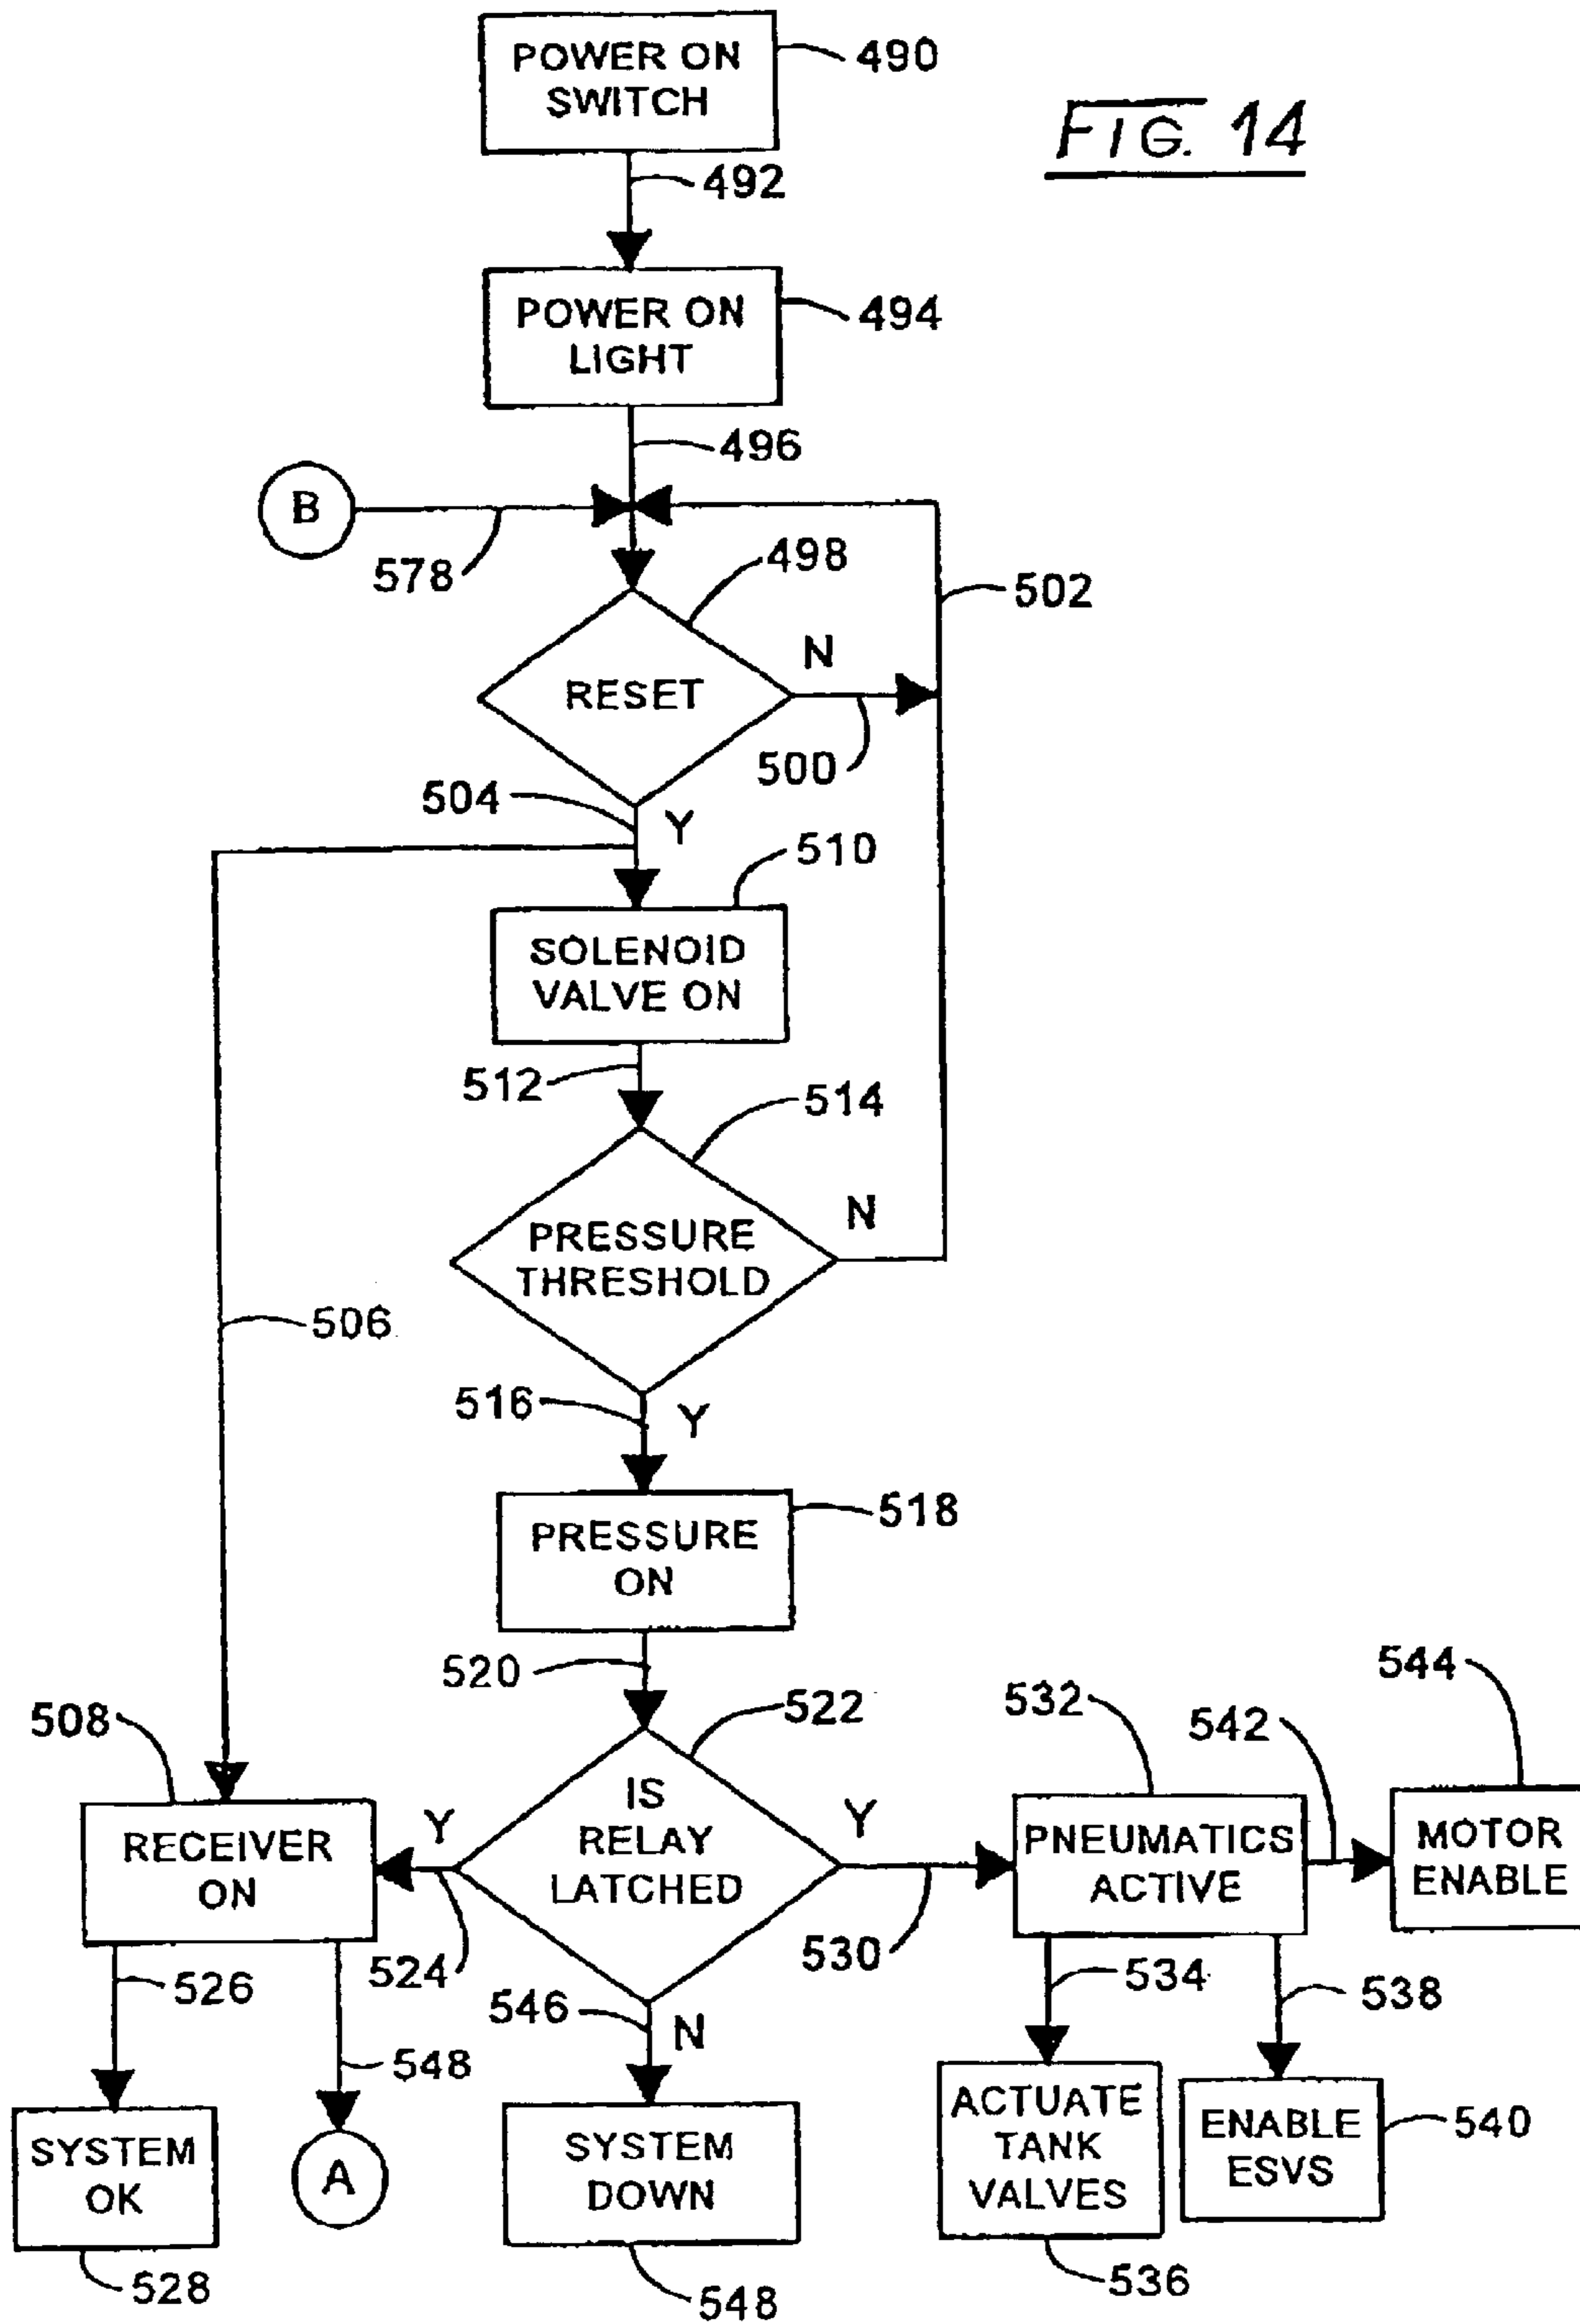 POWER ON
SWITCH
490
FIG. 14
492
POWER ON
LIGHT
494
496
B
578
498
502
N
RESET
500
504
Y
510
SOLENOID
VALVE ON
512
514
N
PRESSURE
THRESHOLD
506
516
Y
518
PRESSURE
ON
520
522
532
542
544
508
IS
RELAY
LATCHED
Y
Y
RECEIVER
ON
PNEUMATICS
ACTIVE
MOTOR
ENABLE
524
530
526
546
N
534
538
548
SYSTEM
OK
A
SYSTEM
DOWN
ACTUATE
TANK
VALVES
ENABLE
ESVS
540
528
548
536